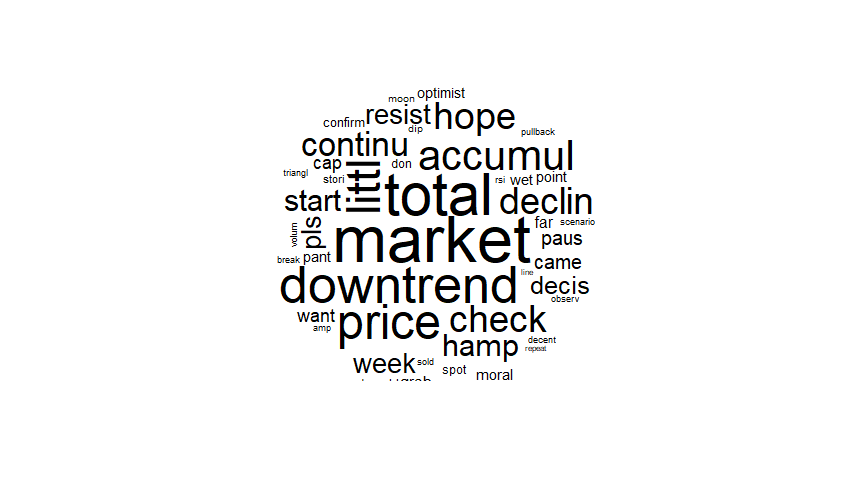 moon optimist
confirm resist hope
dip pullback
continu accumul
cap don
triangl stori littl total rsi wet point
start declin
volum pls market far scenario
paus
break pant came
downtrend line decis
observ
want price check
amp
hamp decent
repeat
week sold
spot moral
grab